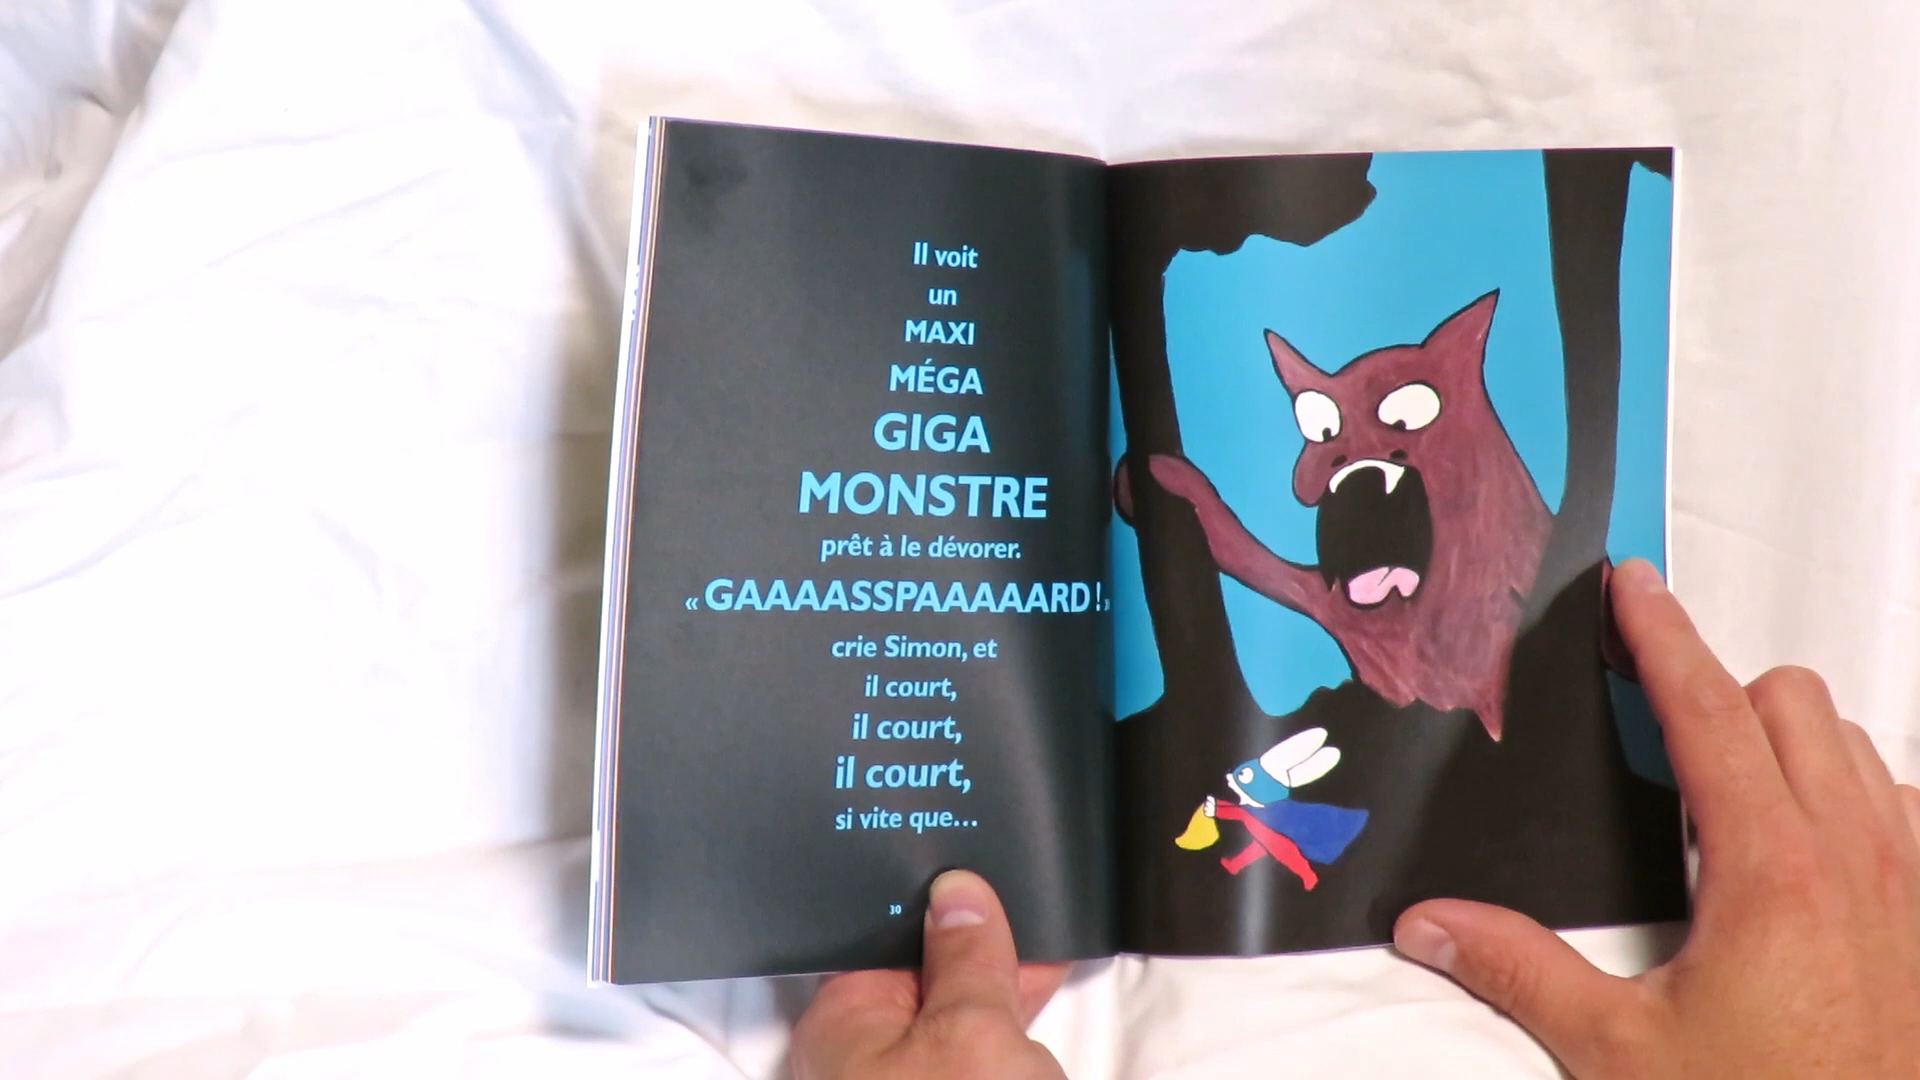 Il voit
un
MAXI
MÉGA
GIGA
MONSTRE
prêt à le dévorer.
« GAAAASSPAAAAARD ! »
crie Simon, et
il court,
il court,
il court,
si vite que...
30